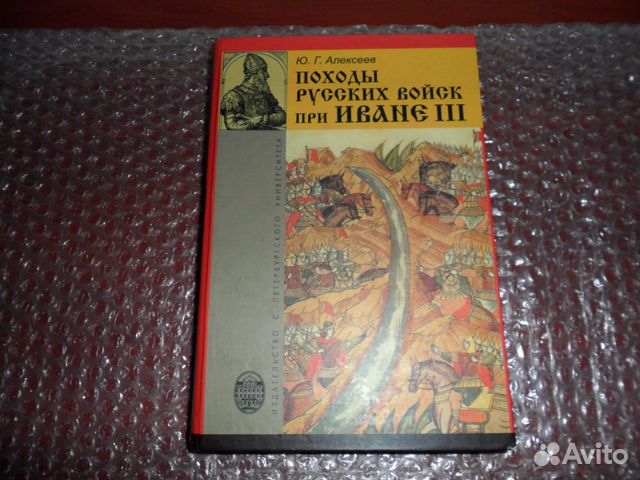 Ю. Г. Алексеев
ПОХОДЫ
РУССКИХ ВОЙСК
ПРИ ИВАНЕ III
ИЗДАТЕЛЬСТВО С.-ПЕТЕРБУРГСКОГО УНИВЕРСИТЕТА
Avito